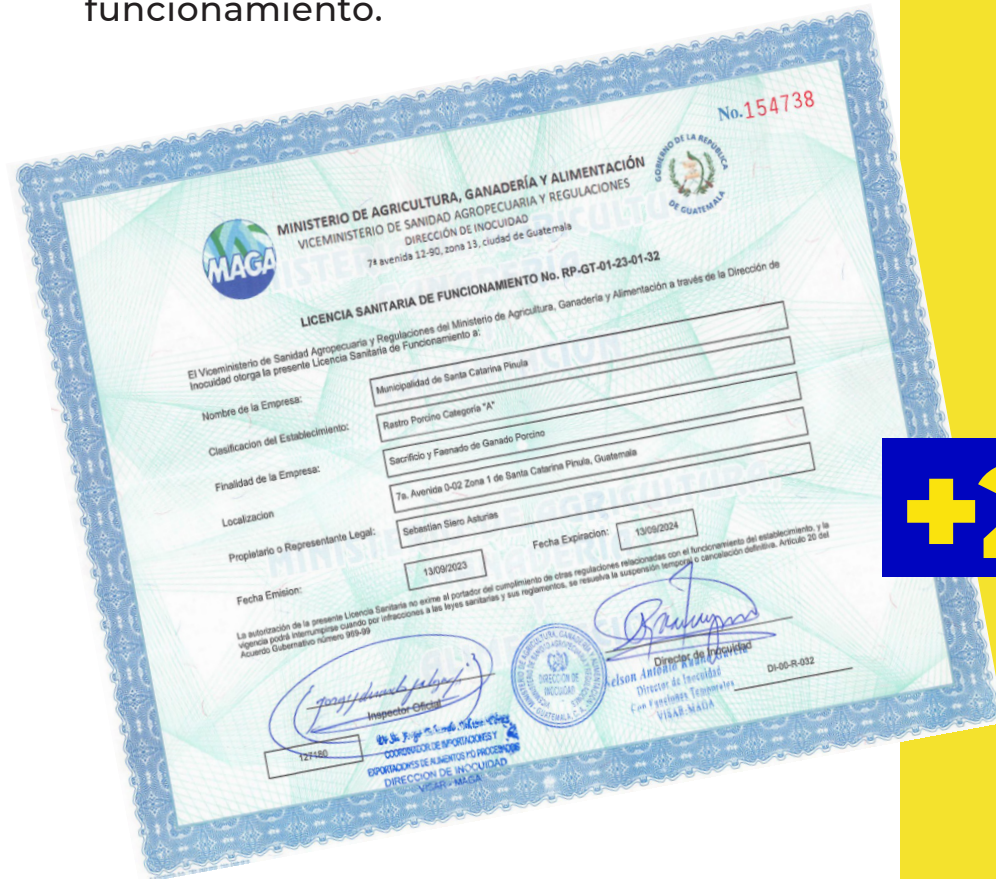 funcionamiento.
No.154738
MAGA
MINISTERIO DE AGRICULTURA, GANADERÍA Y ALIMENTACIÓN
VICEMINISTERIO DE SANIDAD AGROPECUARIA Y REGULACIONES
DIRECCIÓN DE INOCUIDAD
7ª avenida 12-90, zona 13, ciudad de Guatemala
GOBIERNO DE LA REPÚBLICA
DE GUATEMALA
LICENCIA SANITARIA DE FUNCIONAMIENTO No. RP-GT-01-23-01-32
El Viceministerio de Sanidad Agropecuaria y Regulaciones del Ministerio de Agricultura, Ganadería y Alimentación a través de la Dirección de
Inocuidad otorga la presente Licencia Sanitaria de Funcionamiento a:
Nombre de la Empresa: Municipalidad de Santa Catarina Pinula
Clasificacion del Establecimiento: Rastro Porcino Categoría "A"
Finalidad de la Empresa: Sacrificio y Faenado de Ganado Porcino
Localizacion 7a. Avenida 0-02 Zona 1 de Santa Catarina Pinula, Guatemala
Propietario o Representante Legal: Sebastian Siero Asturias
Fecha Emision: 13/09/2023 Fecha Expiracion: 13/09/2024
La autorización de la presente Licencia Sanitaria no exime al portador del cumplimiento de otras regulaciones relacionadas con el funcionamiento del establecimiento, y la
vigencia podrá interrumpirse cuando por infracciones a las leyes sanitarias y sus reglamentos, se resuelva la suspensión temporal o cancelación definitiva. Artículo 20 del
Acuerdo Gubernativo número 969-99
Inspector Oficial
127180
COORDINADOR DE IMPORTACIONES Y
EXPORTACIONES DE ALIMENTOS NO PROCESADOS
DIRECCION DE INOCUIDAD
VISAR - MAGA
DIRECCIÓN DE
INOCUIDAD
GUATEMALA, C. A.
Director de Inocuidad
Nelson Antonio
Director de Inocuidad
Con Funciones Temporales
VISAR-MAGA
DI-00-R-032
+2